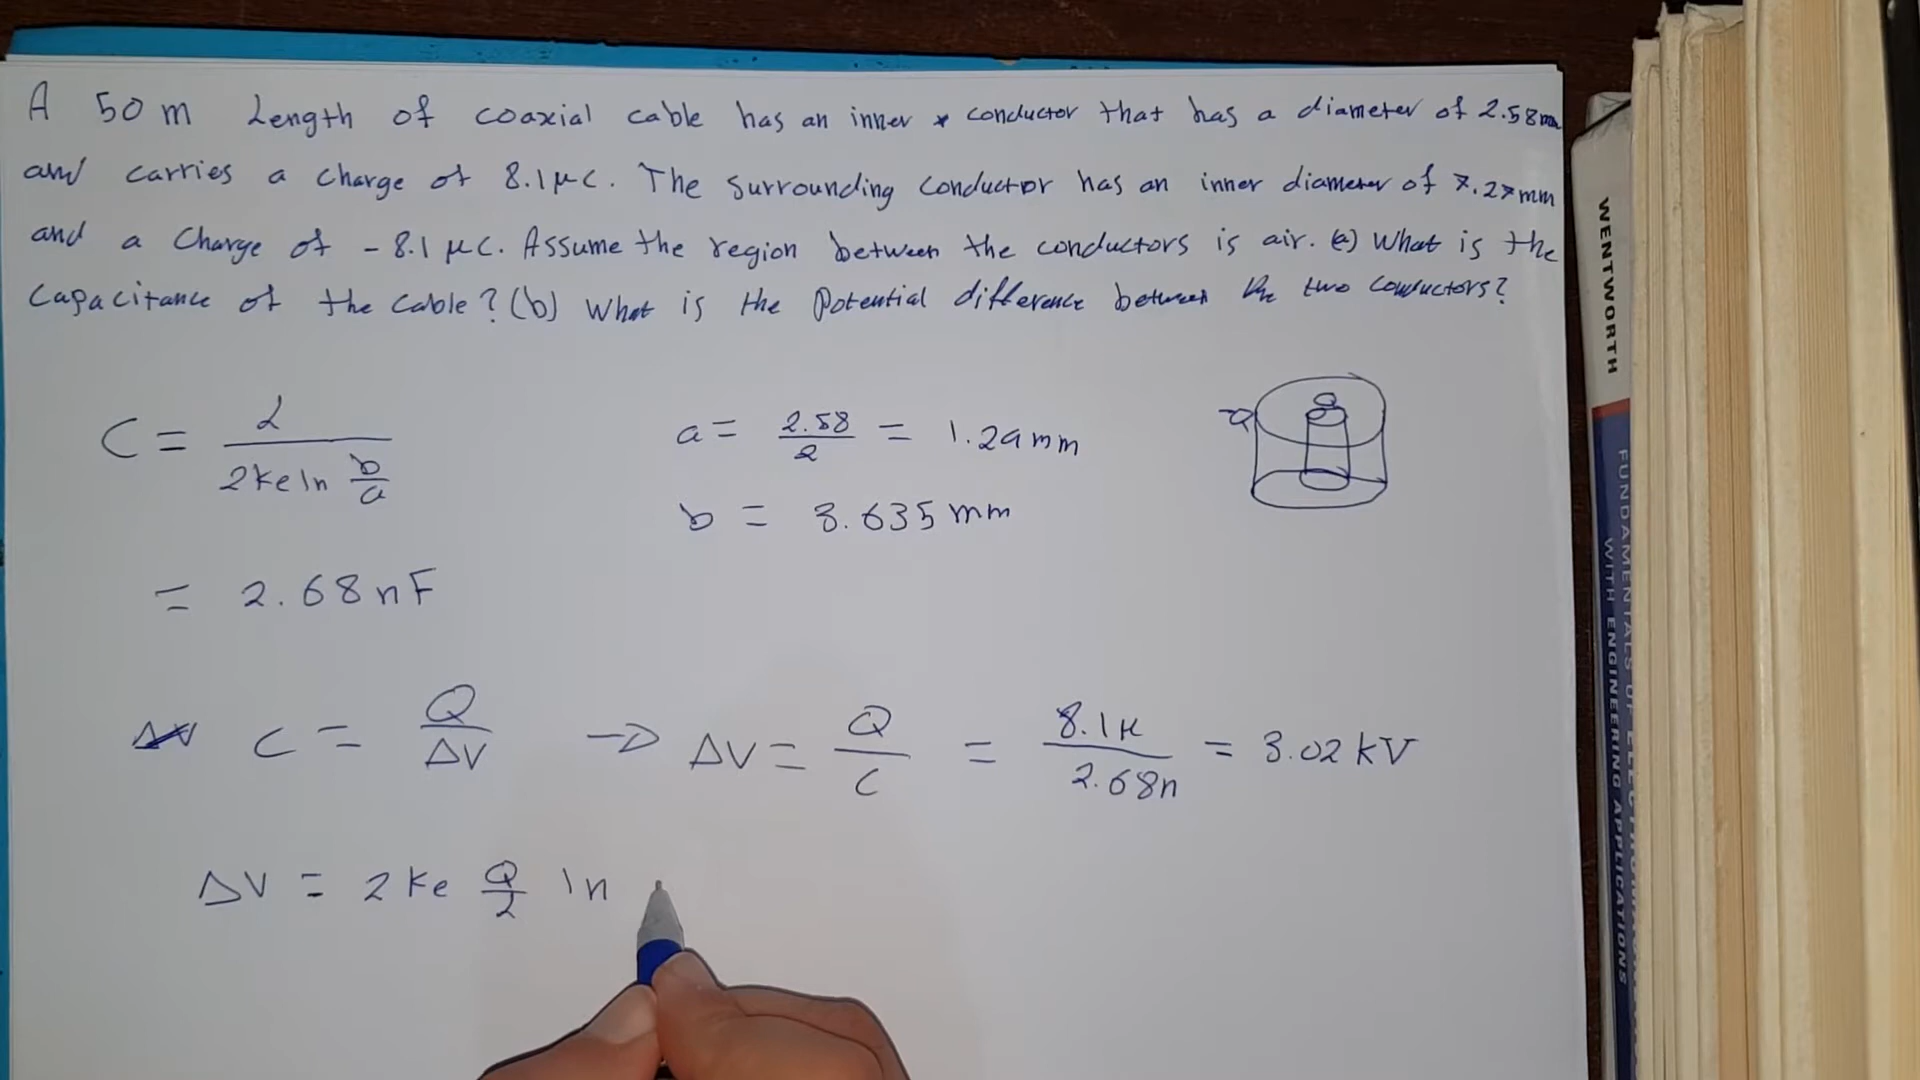 A 50 m Length of coaxial cable has an inner conductor that has a diameter of 2.58mm
and carries a charge of 8.1 μC. The surrounding conductor has an inner diameter of 7.27mm
and a charge of -8.1 μC. Assume the region between the conductors is air. (a) What is the
Capacitance of the cable? (b) What is the Potential difference between the two conductors?
C = l / 2ke ln b/a
a = 2.58/2 = 1.29 mm
b = 3.635 mm
-Q
Q
= 2.68 nF
ΔV C = Q/ΔV → ΔV = Q/C = 8.1μ/2.68n = 3.02 kV
ΔV = 2ke Q/l ln
WENTWORTH
FUNDAMENTALS OF ELECTROMAGNETICS
WITH ENGINEERING APPLICATIONS